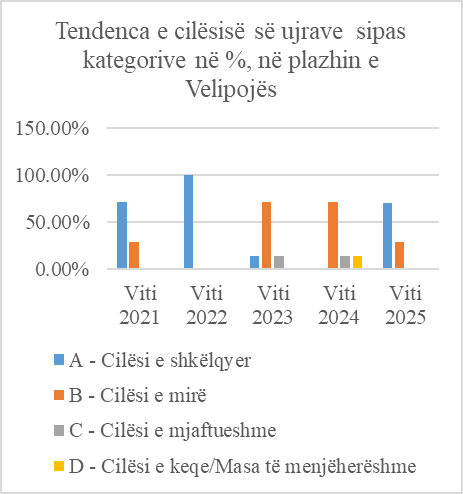 Tendenca e cilësisë së ujrave sipas
kategorive në %, në plazhin e
Velipojës
150.00%
100.00%
50.00%
0.00%
Viti Viti Viti Viti Viti
2021 2022 2023 2024 2025
A - Cilësi e shkëlqyer
B - Cilësi e mirë
C - Cilësi e mjaftueshme
D - Cilësi e keqe/Masa të menjëherëshme